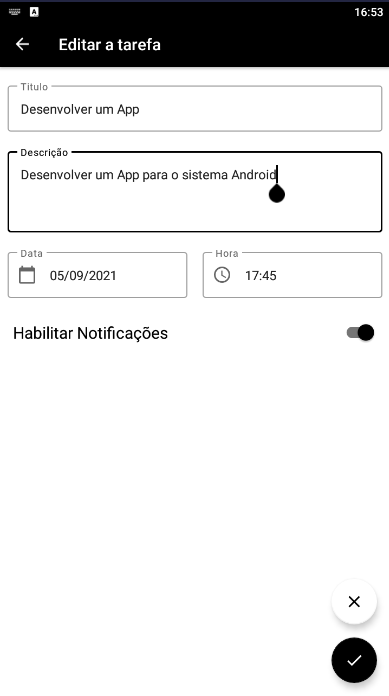 A 16:53
Editar a tarefa
Título
Desenvolver um App
Descrição
Desenvolver um App para o sistema Android
Data Hora
05/09/2021 17:45
Habilitar Notificações